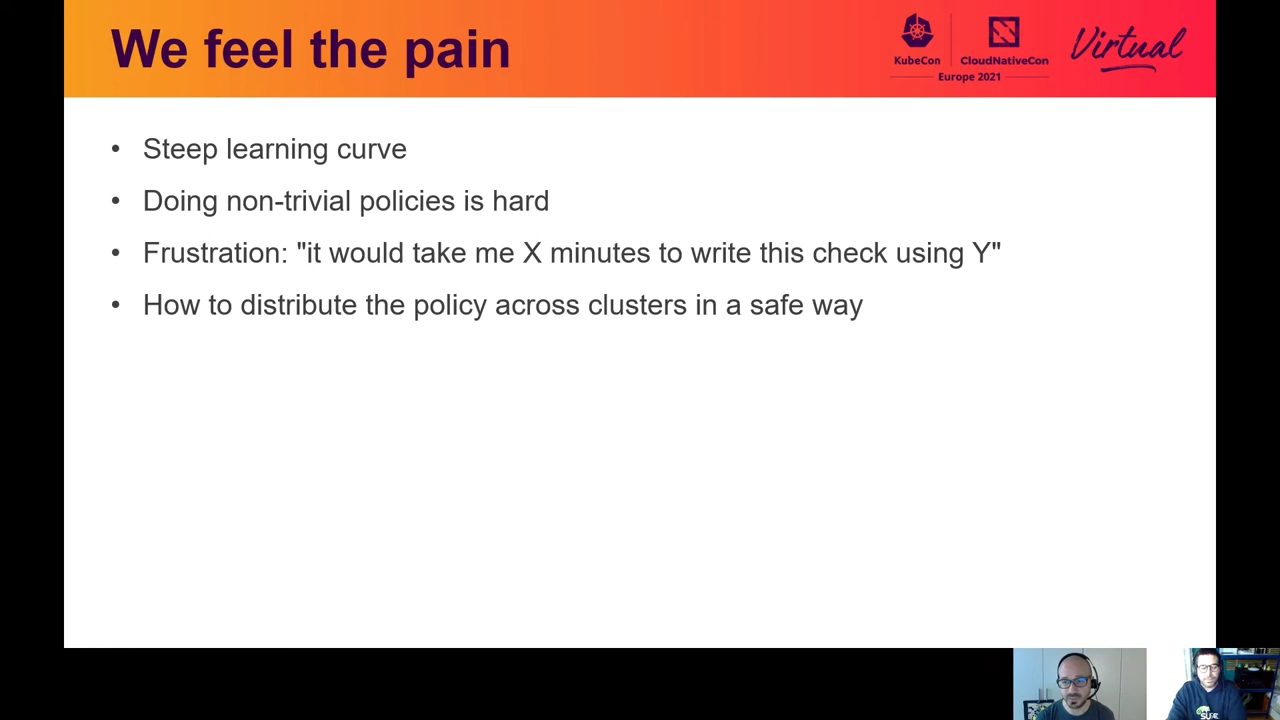 We feel the pain
KubeCon
CloudNativeCon
Europe 2021
Virtual
• Steep learning curve
• Doing non-trivial policies is hard
• Frustration: "it would take me X minutes to write this check using Y"
• How to distribute the policy across clusters in a safe way